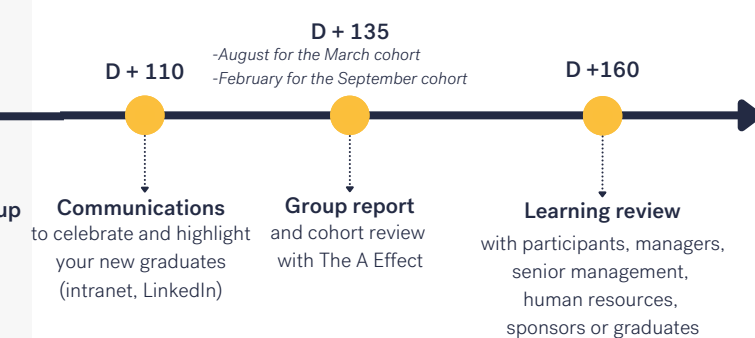 D + 110
D + 135
-August for the March cohort
-February for the September cohort
D +160
up
Communications
to celebrate and highlight
your new graduates
(intranet, LinkedIn)
Group report
and cohort review
with The A Effect
Learning review
with participants, managers,
senior management,
human resources,
sponsors or graduates